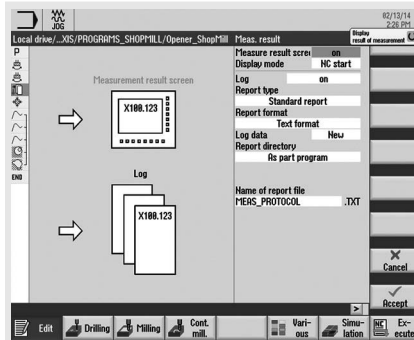 JOG
02/13/14
2:26 PM
Local drive/...XIS/PROGRAMS_SHOPMILL/Opener_ShopMill
Meas. result
Display
result of measurement
P
END
Measurement result screen
X100.123
Log
X100.123
Measure result scree on
Display mode NC start
Log on
Report type
Standard report
Report format
Text format
Log data New
Report directory
As part program
Name of report file
MEAS_PROTOCOL .TXT
Cancel
Accept
Edit
Drilling
Milling
Cont.
mill.
Vari-
ous
Simu-
lation
NC
Ex-
ecute